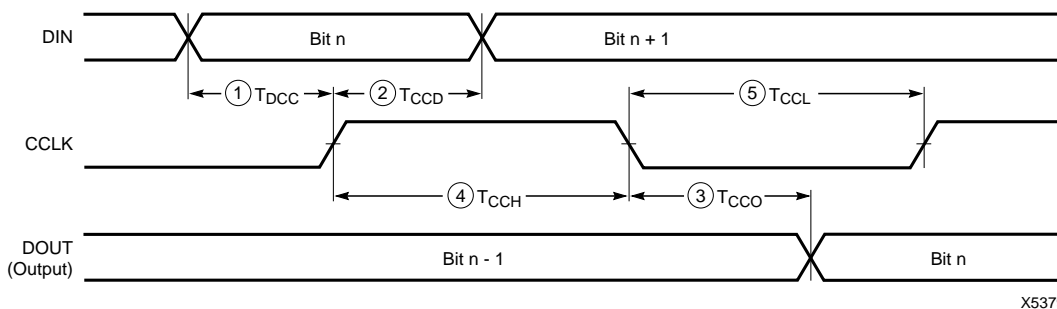 DIN
Bit n
Bit n + 1
1 TDCC
2 TCCD
5 TCCL
CCLK
4 TCCH
3 TCCO
DOUT
(Output)
Bit n - 1
Bit n
X5379